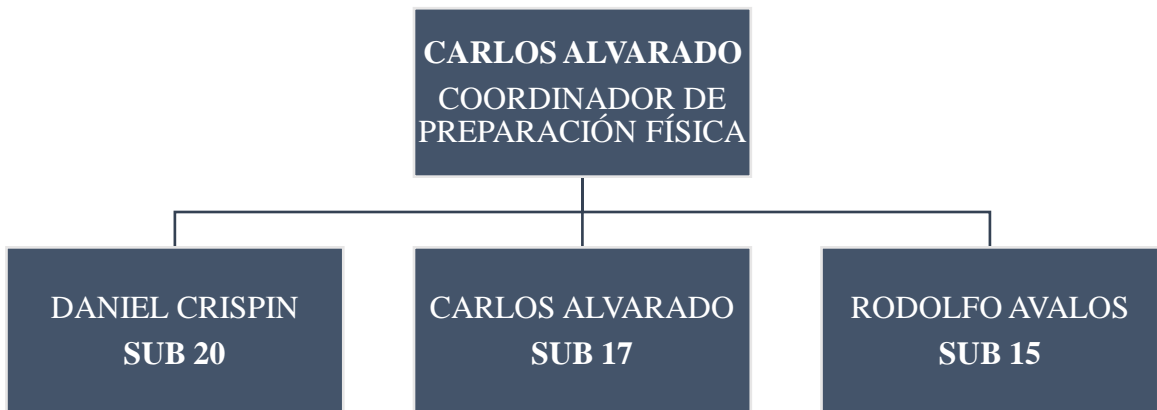 CARLOS ALVARADO
COORDINADOR DE
PREPARACIÓN FÍSICA
DANIEL CRISPIN
SUB 20
CARLOS ALVARADO
SUB 17
RODOLFO AVALOS
SUB 15